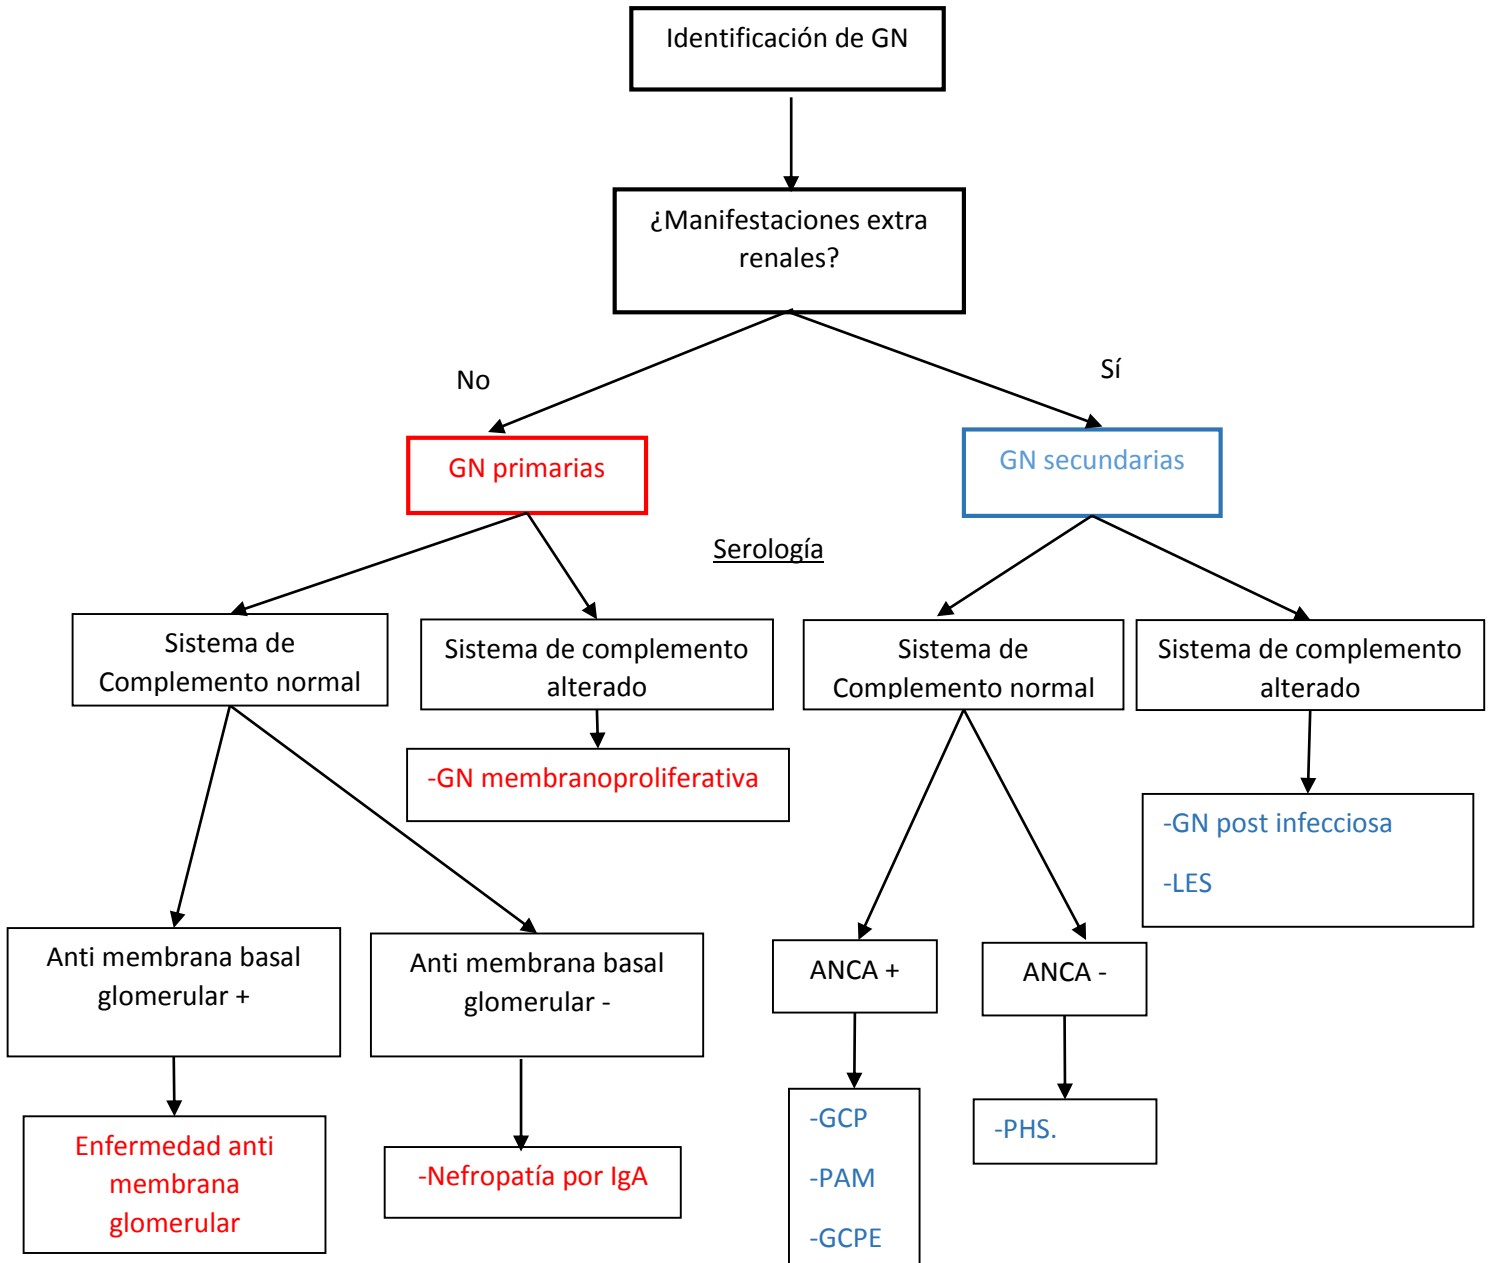 Identificación de GN
¿Manifestaciones extra
renales?
No
Sí
GN primarias
GN secundarias
Serología
Sistema de
Complemento normal
Sistema de complemento
alterado
Sistema de
Complemento normal
Sistema de complemento
alterado
-GN membranoproliferativa
-GN post infecciosa
-LES
Anti membrana basal
glomerular +
Anti membrana basal
glomerular -
ANCA +
ANCA -
Enfermedad anti
membrana
glomerular
-Nefropatía por IgA
-GCP
-PAM
-GCPE
-PHS.